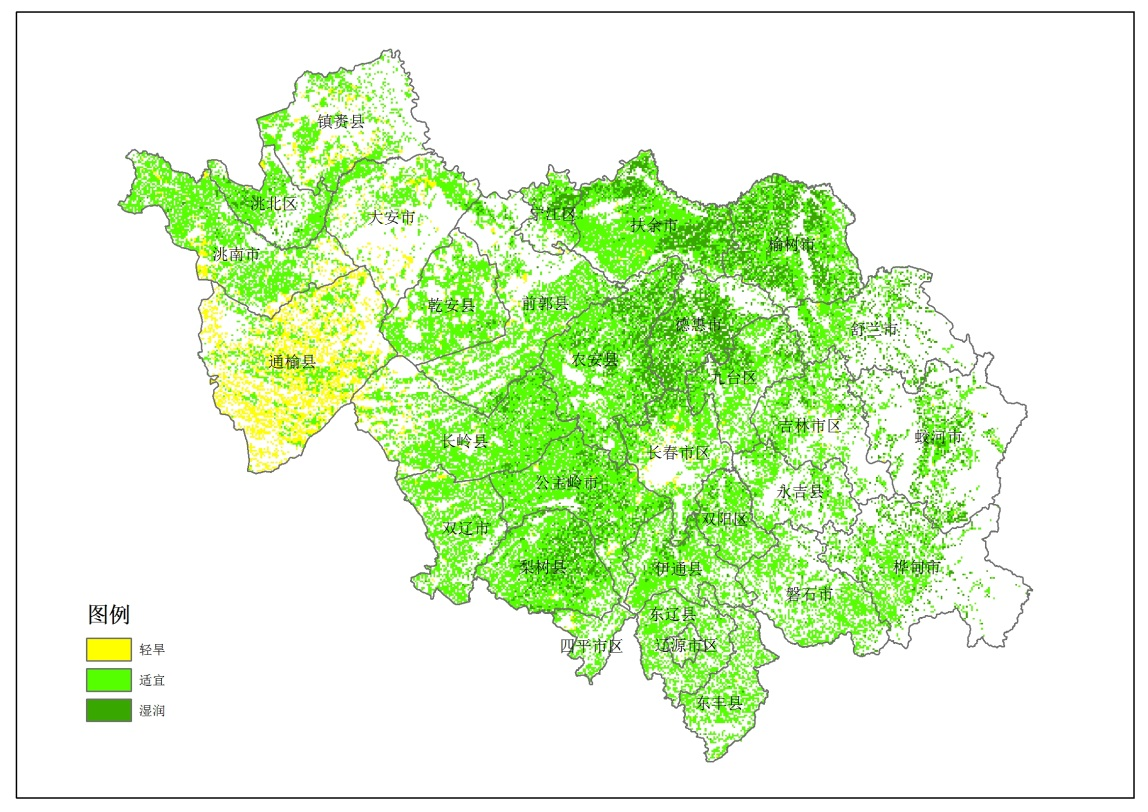 镇赉县
洮北区
大安市
宁江区
扶余市
榆树市
洮南市
乾安县
前郭县
德惠市
舒兰市
通榆县
农安县
九台区
长岭县
长春市区
吉林市区
蛟河市
公主岭市
永吉县
双辽市
双阳区
梨树县
伊通县
桦甸市
磐石市
东辽县
四平市区
辽源市区
东丰县
图例
轻旱
适宜
湿润